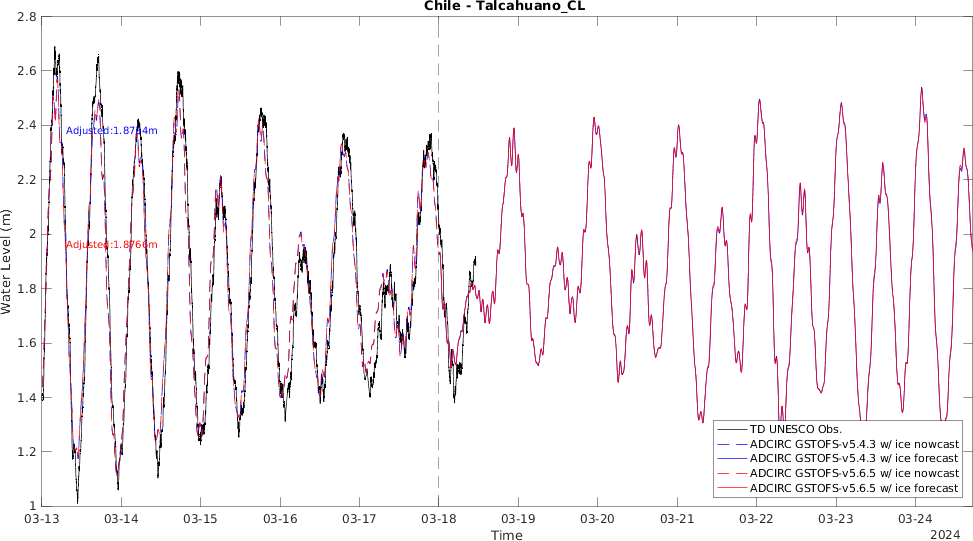 Chile - Talcahuano_CL
2.8
2.6
2.4
2.2
2
1.8
1.6
1.4
1.2
1
Water Level (m)
Adjusted:1.8766m
TD UNESCO Obs.
ADCIRC GSTOFS-v5.4.3 w/ ice nowcast
ADCIRC GSTOFS-v5.4.3 w/ ice forecast
ADCIRC GSTOFS-v5.6.5 w/ ice nowcast
ADCIRC GSTOFS-v5.6.5 w/ ice forecast
03-13 03-14 03-15 03-16 03-17 03-18 03-19 03-20 03-21 03-22 03-23 03-24
Time
2024